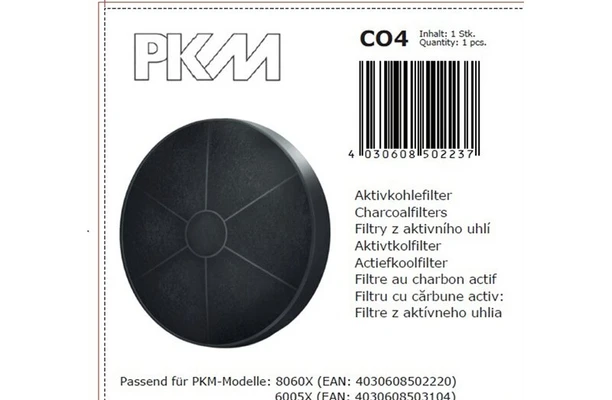 PKM
CO4
Inhalt: 1 Stk.
Quantity: 1 pcs.
4 030608 502237
Aktivkohlefilter
Charcoalfilters
Filtry z aktivního uhlí
Aktivtkolfilter
Actiefkoolfilter
Filtre au charbon actif
Filtru cu cărbune activ:
Filtre z aktívneho uhlia
Passend für PKM-Modelle: 8060X (EAN: 4030608502220)
6005X (EAN: 4030608503104)